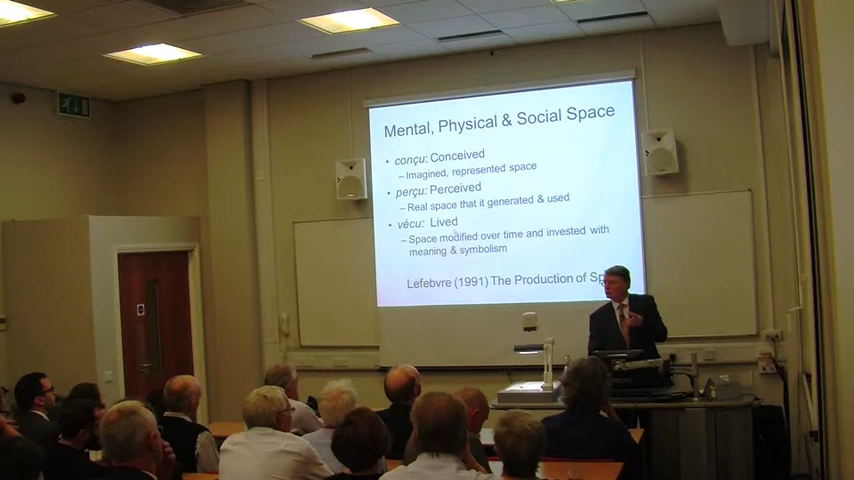 Mental, Physical & Social Space
• conçu: Conceived
– Imagined, represented space
• perçu: Perceived
– Real space that it generated & used
• vécu: Lived
– Space modified over time and invested with
meaning & symbolism
Lefebvre (1991) The Production of